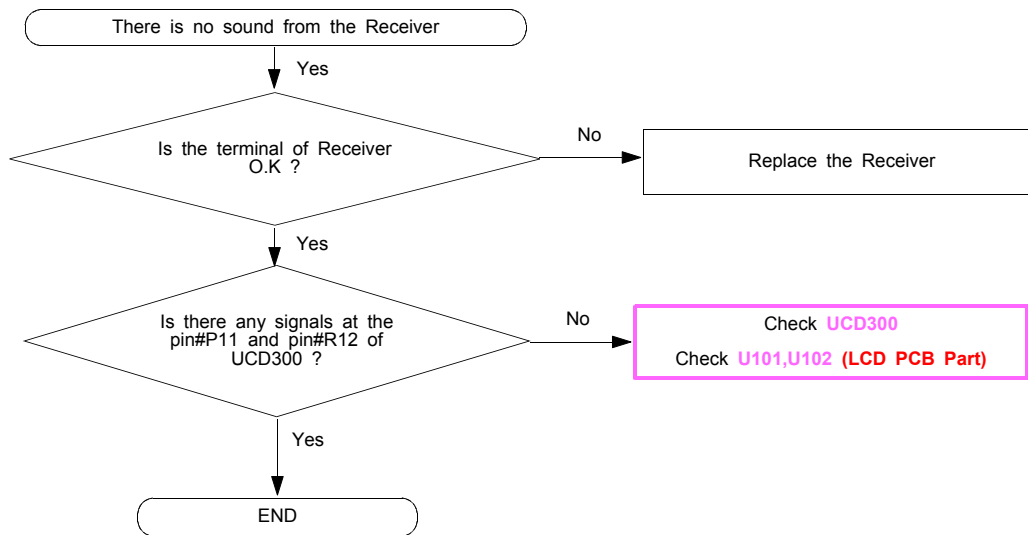 There is no sound from the Receiver
Yes
Is the terminal of Receiver
O.K ?
No
Replace the Receiver
Yes
Is there any signals at the
pin#P11 and pin#R12 of
UCD300 ?
No
Check UCD300
Check U101,U102 (LCD PCB Part)
Yes
END